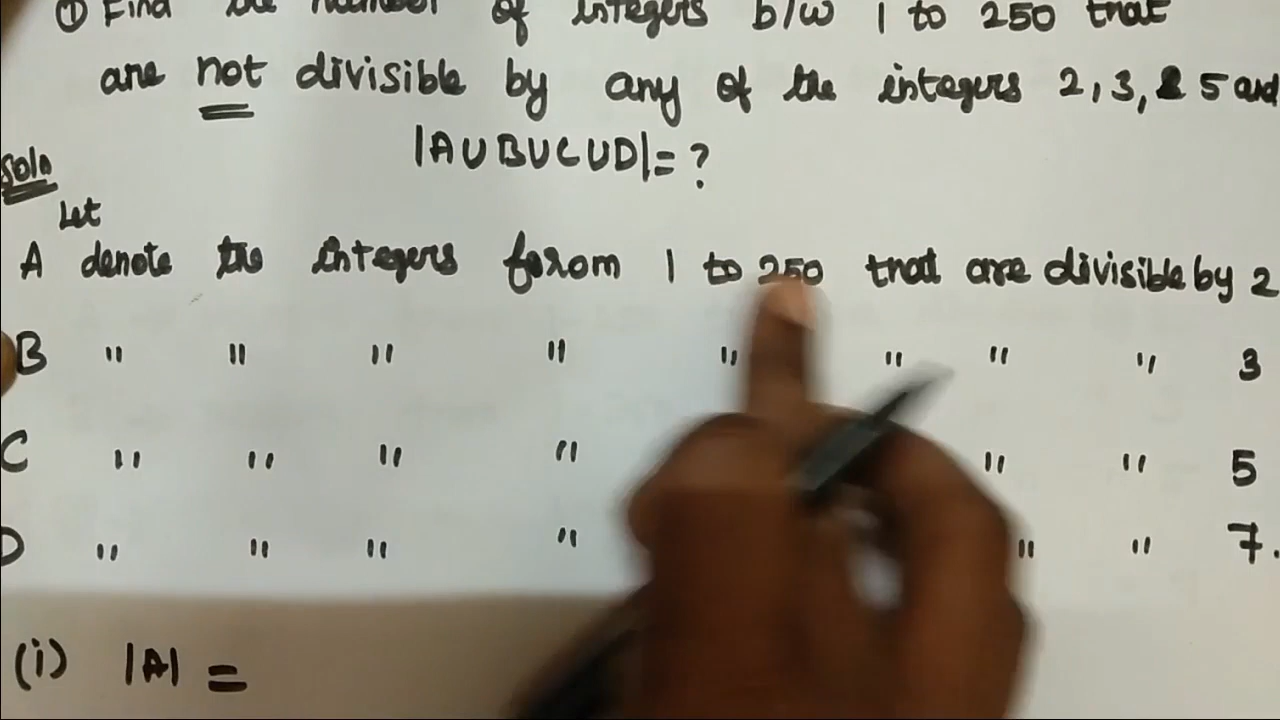 ① Find the number of integers b/w 1 to 250 that
are not divisible by any of the integers 2, 3, & 5 and
|AUBUCUD| = ?
Soln
Let
A denote the integers from 1 to 250 that are divisible by 2
B " " " " " " " " 3
C " " " " " " 5
D " " " " " " 7.
(i) |A| =